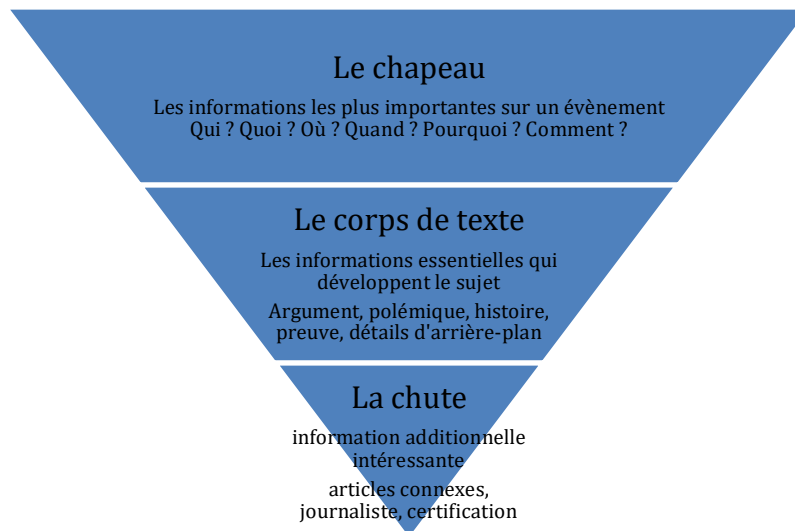 Le chapeau
Les informations les plus importantes sur un évènement
Qui ? Quoi ? Où ? Quand ? Pourquoi ? Comment ?
Le corps de texte
Les informations essentielles qui
développent le sujet
Argument, polémique, histoire,
preuve, détails d'arrière-plan
La chute
information additionnelle
intéressante
articles connexes,
journaliste, certification